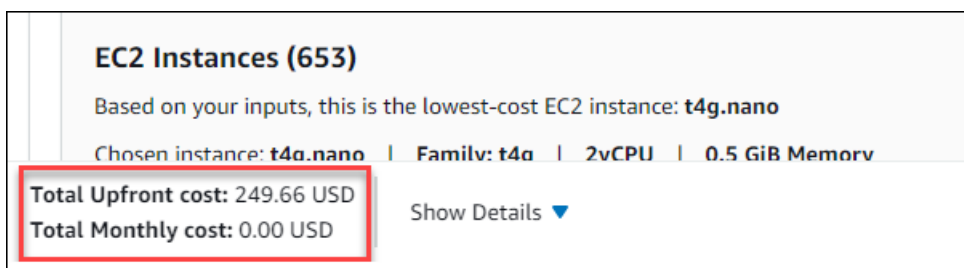 EC2 Instances (653)
Based on your inputs, this is the lowest-cost EC2 instance: t4g.nano
Chosen instance: t4g.nano | Family: t4g | 2vCPU | 0.5 GiB Memory
Total Upfront cost: 249.66 USD
Show Details ▼
Total Monthly cost: 0.00 USD